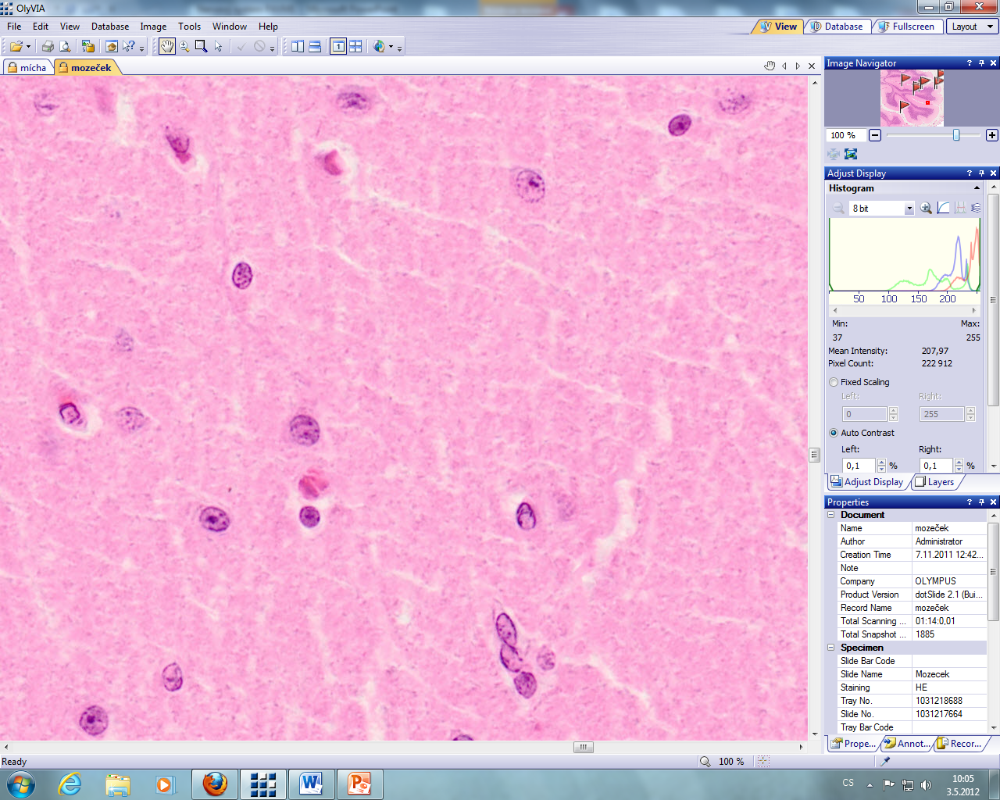 OlyVIA
File Edit View Database Image Tools Window Help
View Database Fullscreen Layout
mícha mozeček
Image Navigator
100 %
Adjust Display
Histogram
8 bit
50 100 150 200
Min: Max:
37 255
Mean Intensity: 207,97
Pixel Count: 222 912
Fixed Scaling
Left: Right:
0 255
Auto Contrast
Left: Right:
0,1 % 0,1 %
Adjust Display Layers
Properties
Document
Name mozeček
Author Administrator
Creation Time 7.11.2011 12:42...
Note
Company OLYMPUS
Product Version dotSlide 2.1 (Bui...
Record Name mozeček
Total Scanning ... 01:14:0,01
Total Snapshot ... 1885
Specimen
Slide Bar Code
Slide Name Mozecek
Staining HE
Tray No. 1031218688
Slide No. 1031217664
Tray Bar Code
Prope... Annot... Recor...
Ready 100 %
CS 10:05
3.5.2012